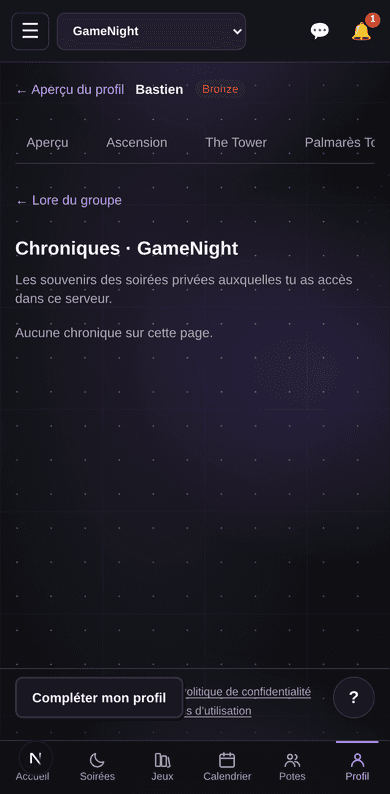 GameNight
1
← Aperçu du profil Bastien Bronze
Aperçu Ascension The Tower Palmarès
← Lore du groupe
Chroniques · GameNight
Les souvenirs des soirées privées auxquelles tu as accès
dans ce serveur.
Aucune chronique sur cette page.
Compléter mon profil
olitique de confidentialité
s d'utilisation
?
N
Accueil Soirées Jeux Calendrier Potes Profil